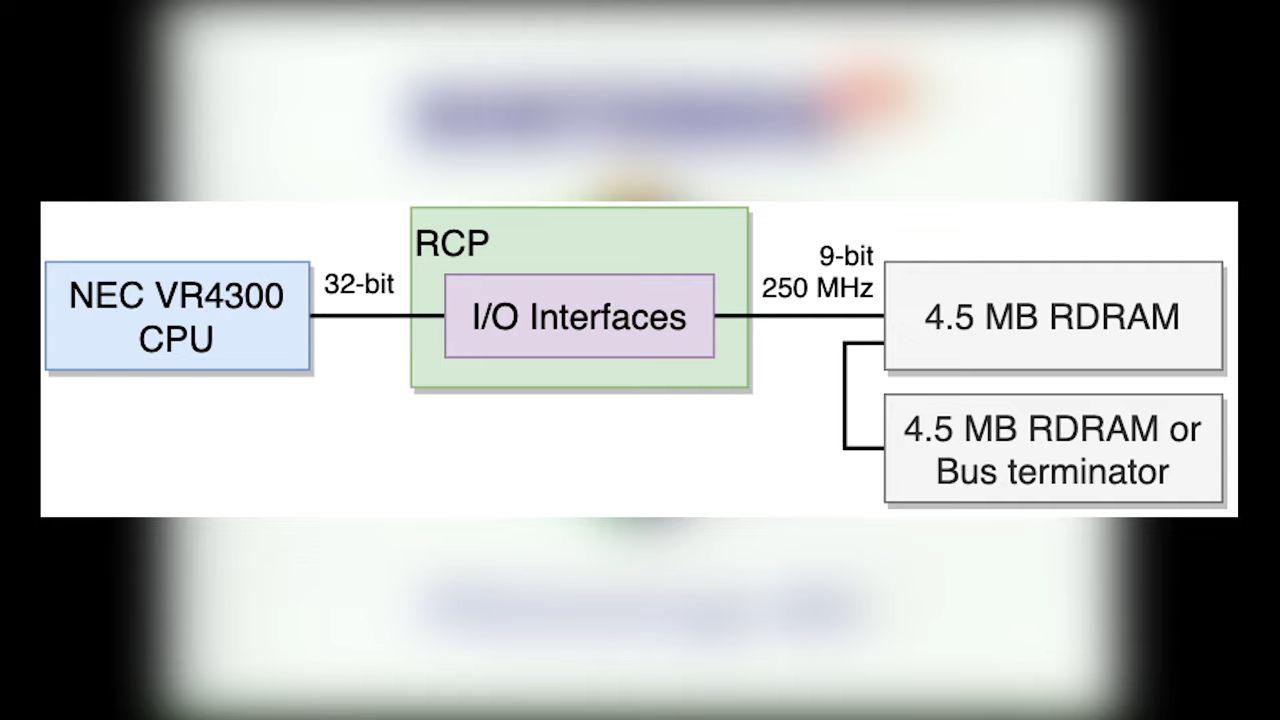 RCP
9-bit
32-bit
250 MHz
NEC VR4300
CPU
I/O Interfaces
4.5 MB RDRAM
4.5 MB RDRAM or
Bus terminator